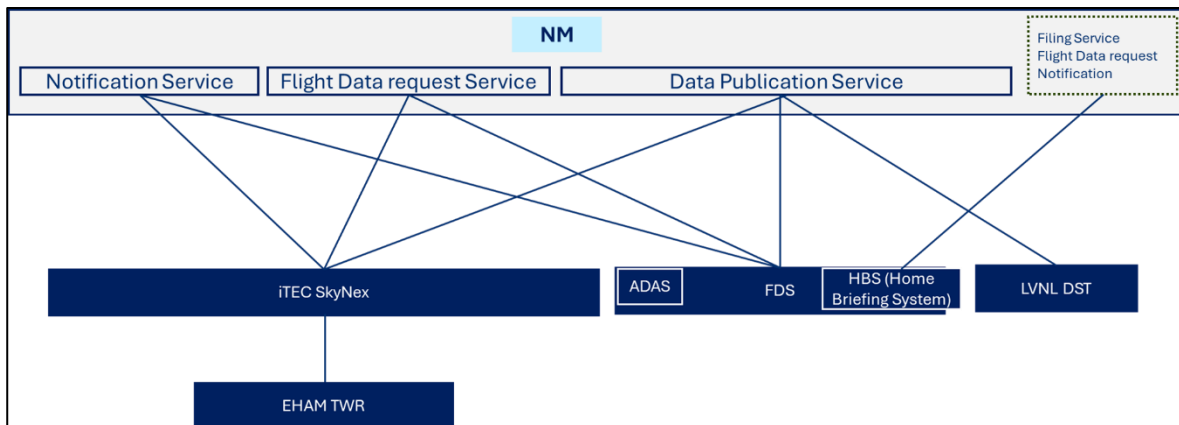 NM
Filing Service
Flight Data request
Notification
Notification Service
Flight Data request Service
Data Publication Service
iTEC SkyNex
ADAS
FDS
HBS (Home
Briefing System)
LVNL DST
EHAM TWR